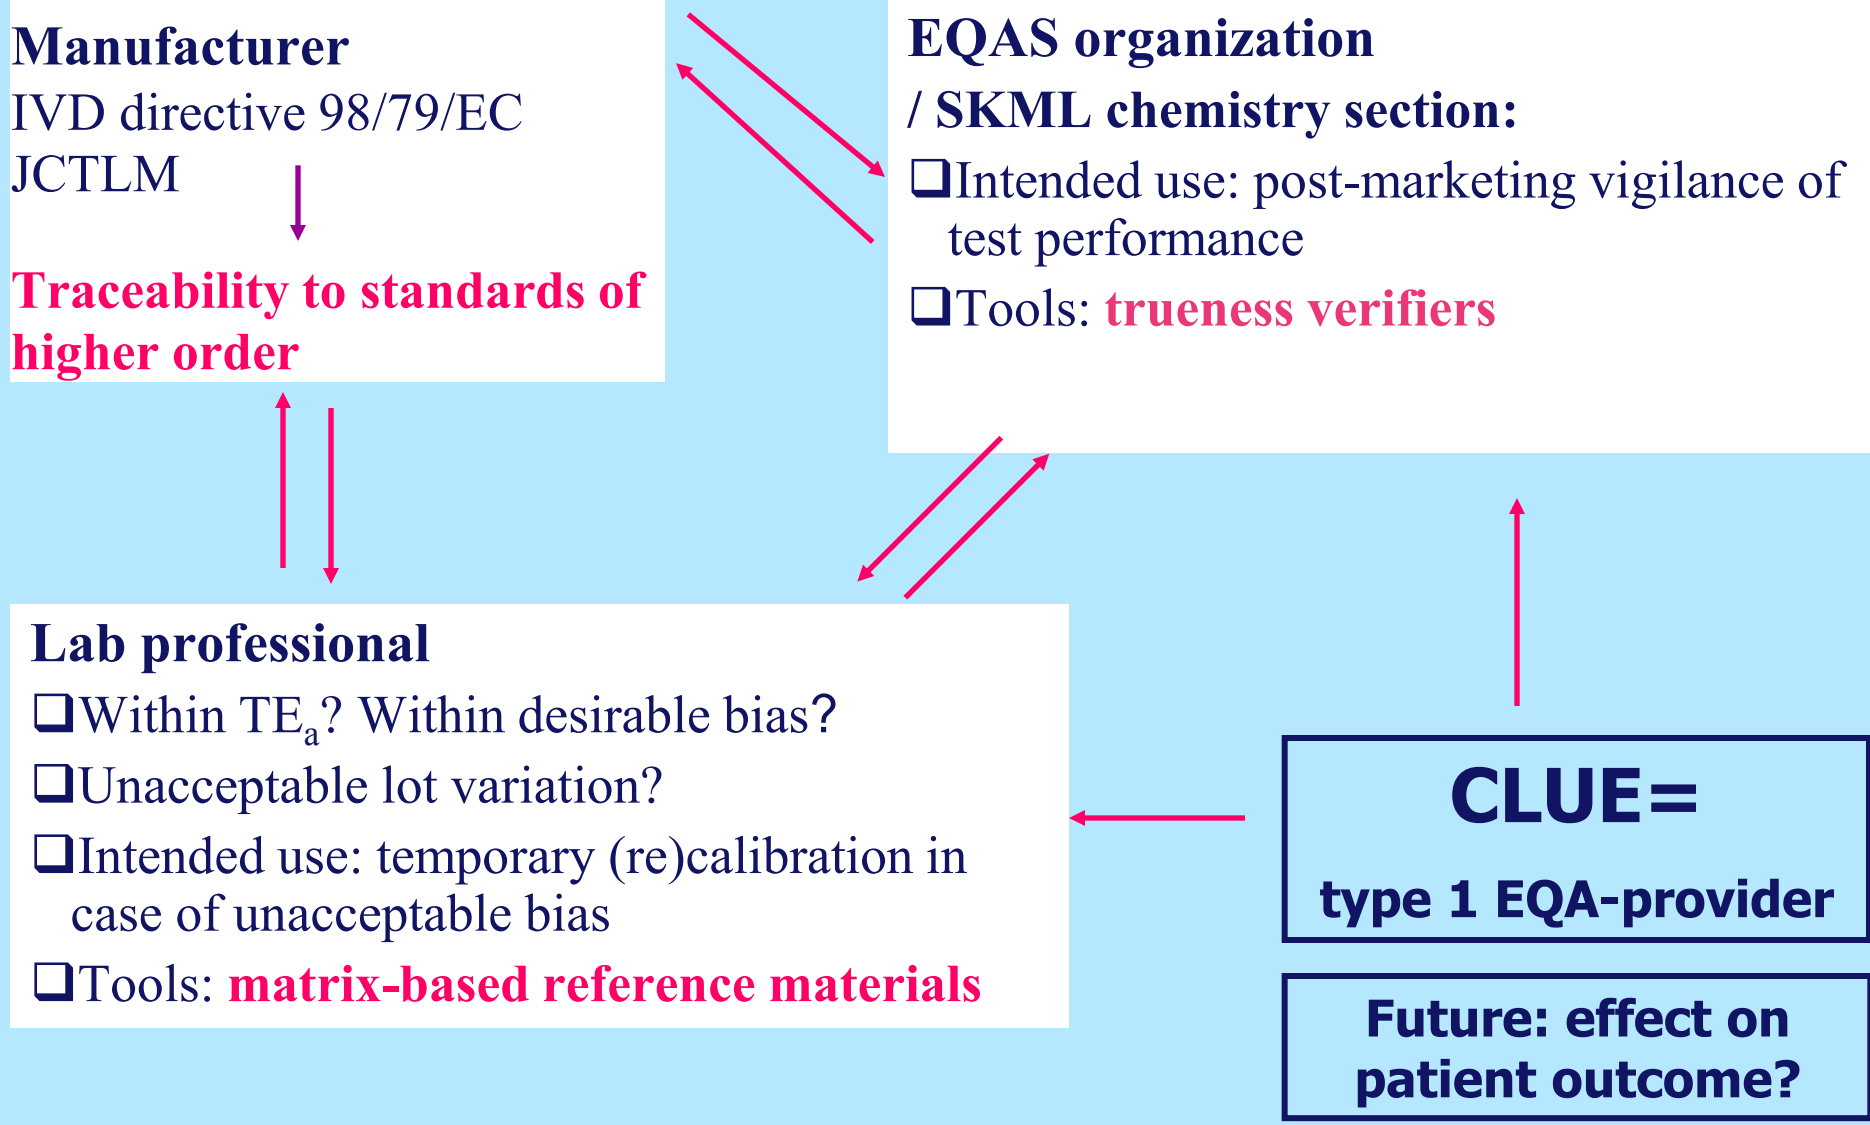 Manufacturer
IVD directive 98/79/EC
JCTLM
Traceability to standards of
higher order
EQAS organization
/ SKML chemistry section:
❑Intended use: post-marketing vigilance of
test performance
❑Tools: trueness verifiers
Lab professional
❑Within TEa? Within desirable bias?
❑Unacceptable lot variation?
❑Intended use: temporary (re)calibration in
case of unacceptable bias
❑Tools: matrix-based reference materials
CLUE=
type 1 EQA-provider
Future: effect on
patient outcome?